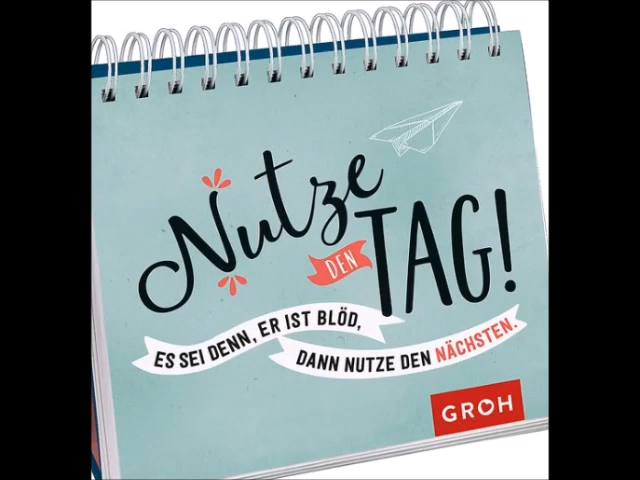 Nutze
DEN
TAG!
ES SEI DENN, ER IST BLÖD,
DANN NUTZE DEN NÄCHSTEN.
GROH